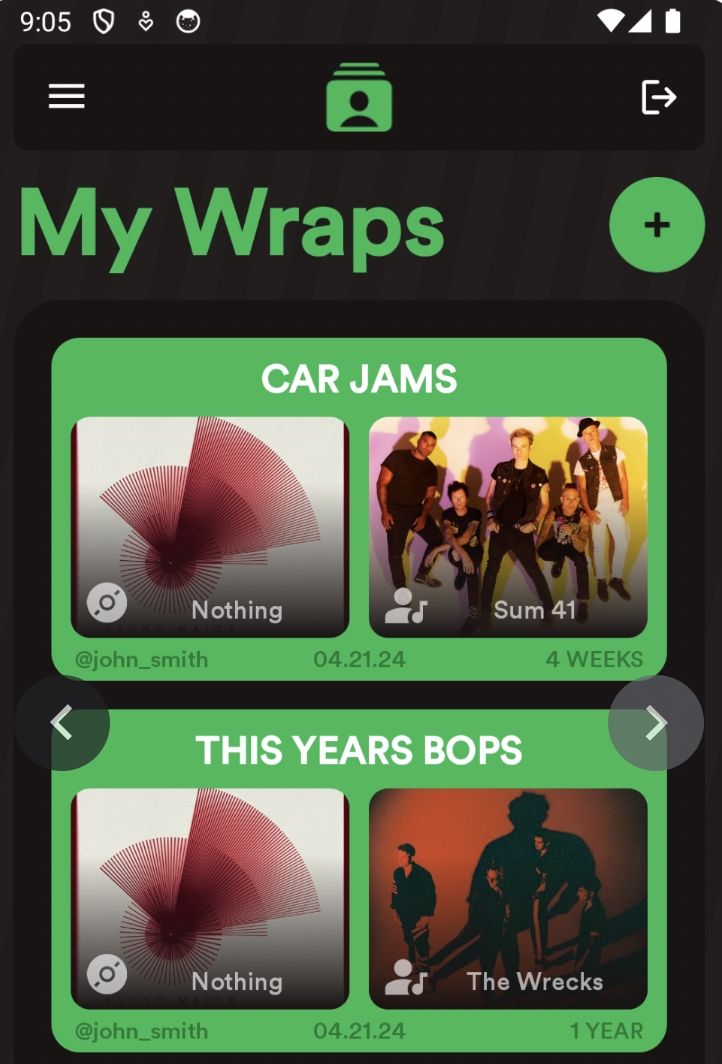 9:05
My Wraps
+
CAR JAMS
Nothing
Sum 41
@john_smith 04.21.24 4 WEEKS
THIS YEARS BOPS
Nothing
The Wrecks
@john_smith 04.21.24 1 YEAR